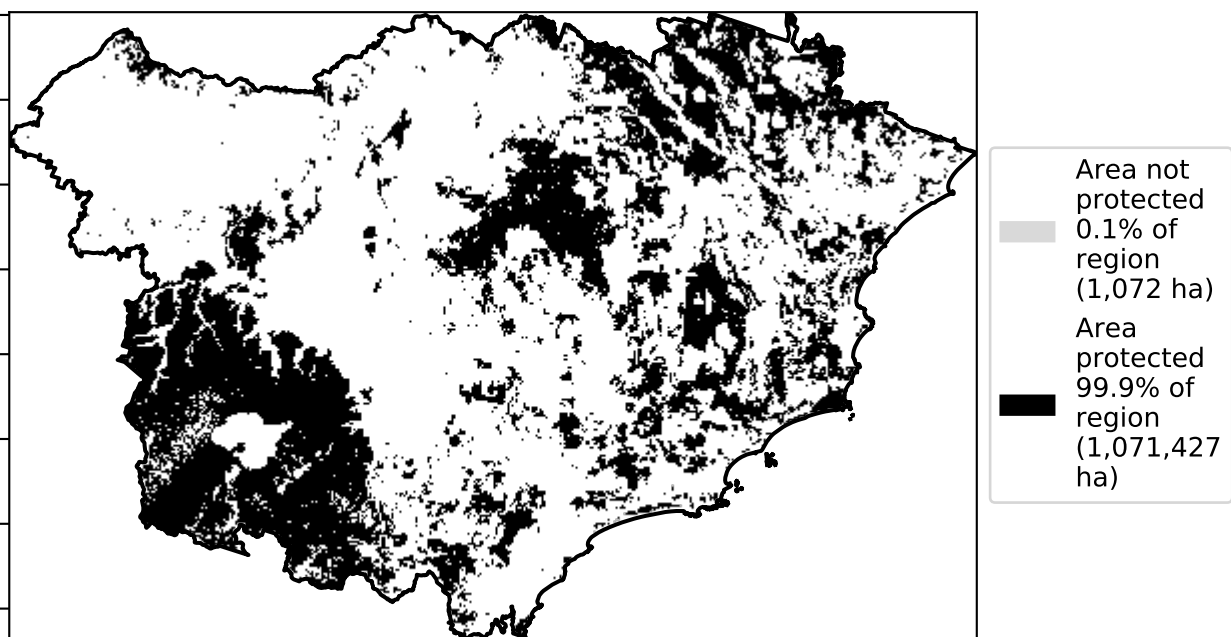 Area not
protected
0.1% of
region
(1,072 ha)
Area
protected
99.9% of
region
(1,071,427
ha)